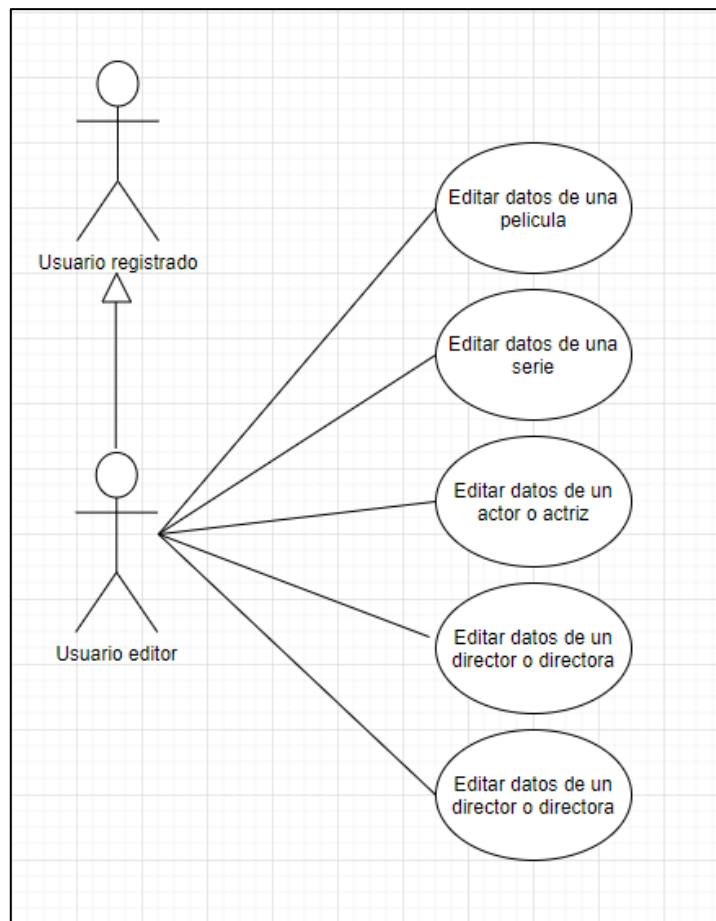 Usuario registrado
Editar datos de una
pelicula
Editar datos de una
serie
Editar datos de un
actor o actriz
Usuario editor
Editar datos de un
director o directora
Editar datos de un
director o directora